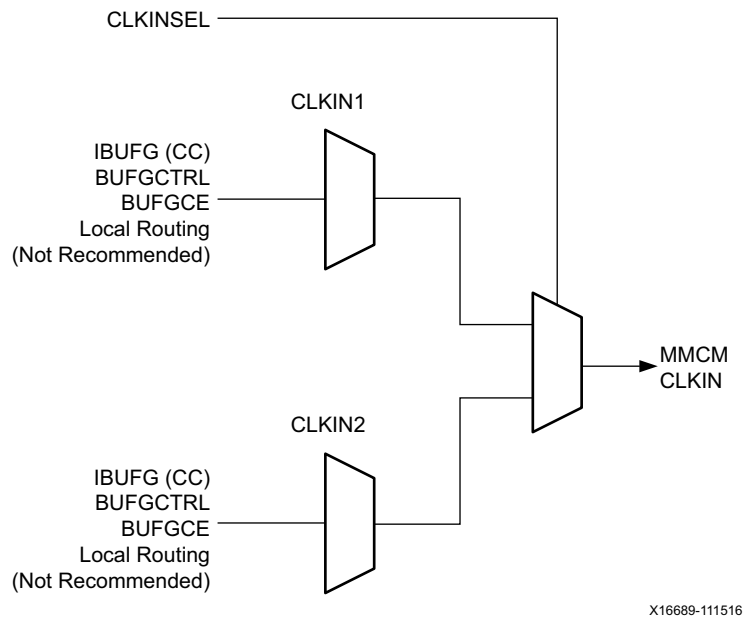 CLKINSEL
CLKIN1
IBUFG (CC)
BUFGCTRL
BUFGCE
Local Routing
(Not Recommended)
MMCM
CLKIN
CLKIN2
IBUFG (CC)
BUFGCTRL
BUFGCE
Local Routing
(Not Recommended)
X16689-111516